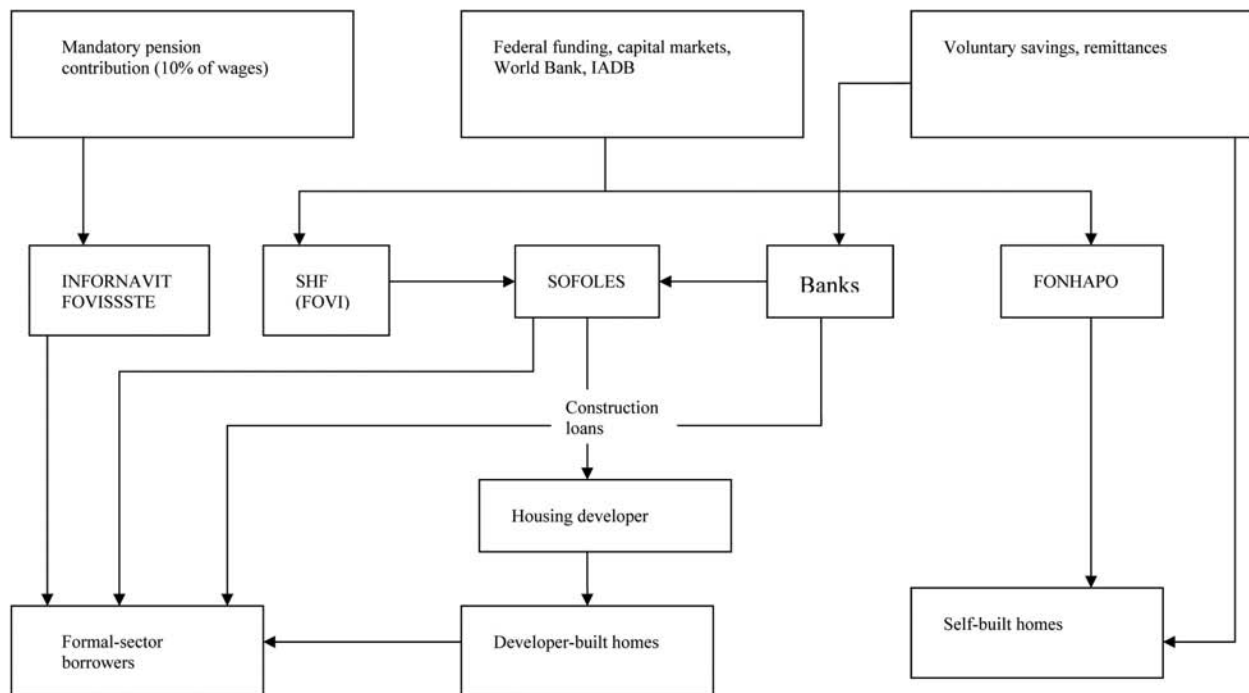 Mandatory pension
contribution (10% of wages)
Federal funding, capital markets,
World Bank, IADB
Voluntary savings, remittances
INFORNAVIT
FOVISSSTE
SHF
(FOVI)
SOFOLES
Banks
FONHAPO
Construction
loans
Housing developer
Formal-sector
borrowers
Developer-built homes
Self-built homes